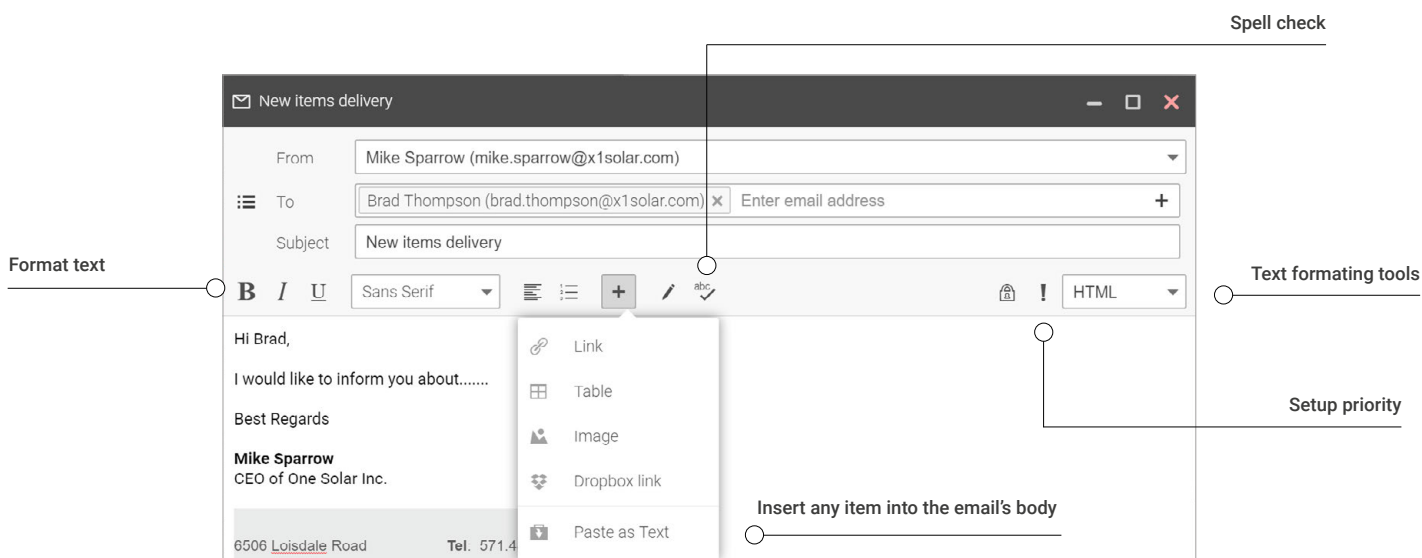 Spell check
New items delivery
From Mike Sparrow (mike.sparrow@x1solar.com)
To Brad Thompson (brad.thompson@x1solar.com) Enter email address
Subject New items delivery
Format text
Text formating tools
B I U Sans Serif abc HTML
Hi Brad,
I would like to inform you about.......
Best Regards
Mike Sparrow
CEO of One Solar Inc.
6506 Loisdale Road Tel. 571.4
Link
Table
Image
Dropbox link
Paste as Text
Setup priority
Insert any item into the email's body